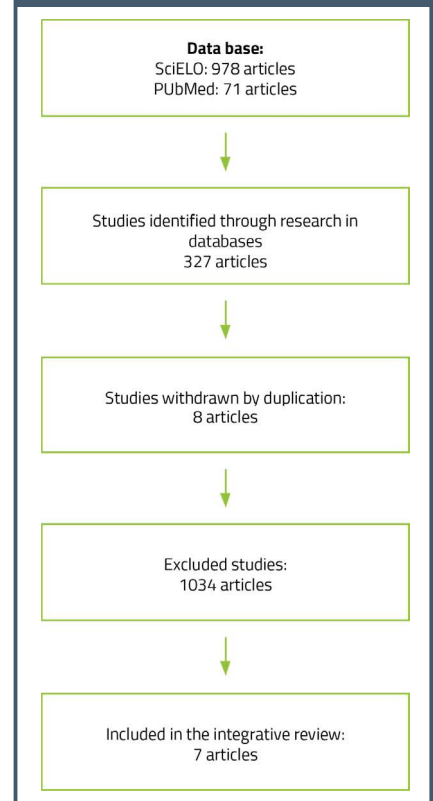 Data base:
SciELO: 978 articles
PUbMed: 71 articles
Studies identified through research in
databases
327 articles
Studies withdrawn by duplication:
8 articles
Excluded studies:
1034 articles
Included in the integrative review:
7 articles